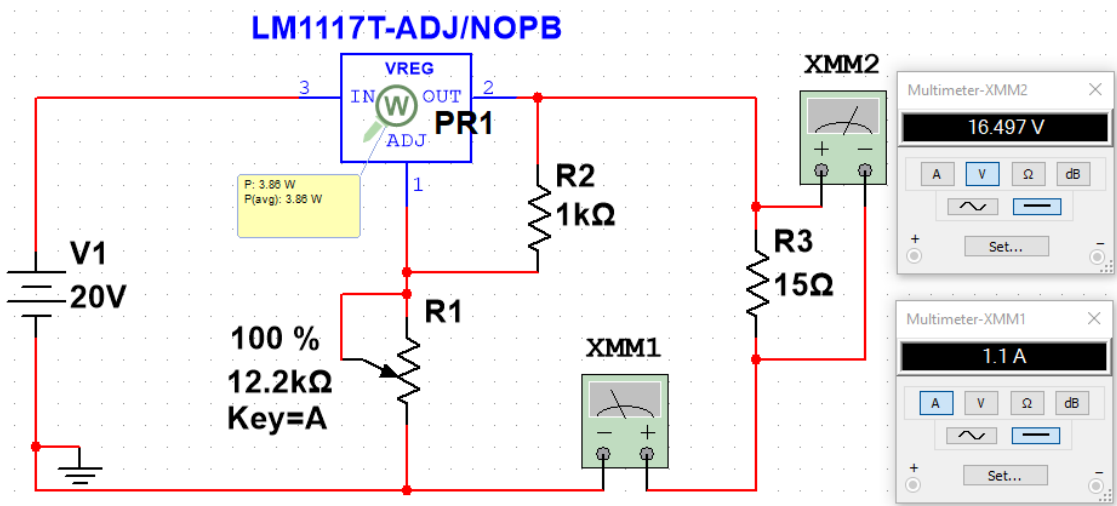 LM1117T-ADJ/NOPB
VREG
3
IN
W
OUT
2
PR1
ADJ
1
P: 3.86 W
P(avg): 3.86 W
R2
1kΩ
V1
20V
R1
100 %
12.2kΩ
Key=A
XMM1
− +
R3
15Ω
XMM2
+ −
Multimeter-XMM2
16.497 V
A V Ω dB
+
Set...
−
Multimeter-XMM1
1.1 A
A V Ω dB
+
Set...
−